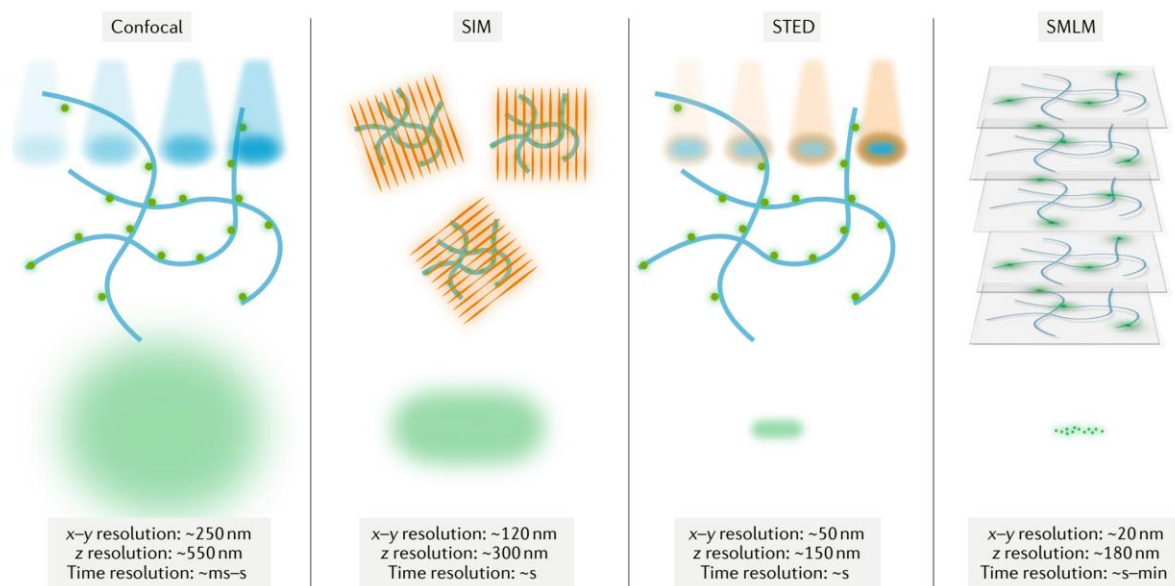 Confocal
SIM
STED
SMLM
x–y resolution: ~250 nm
z resolution: ~550 nm
Time resolution: ~ms–s
x–y resolution: ~120 nm
z resolution: ~300 nm
Time resolution: ~s
x–y resolution: ~50 nm
z resolution: ~150 nm
Time resolution: ~s
x–y resolution: ~20 nm
z resolution: ~180 nm
Time resolution: ~s–min